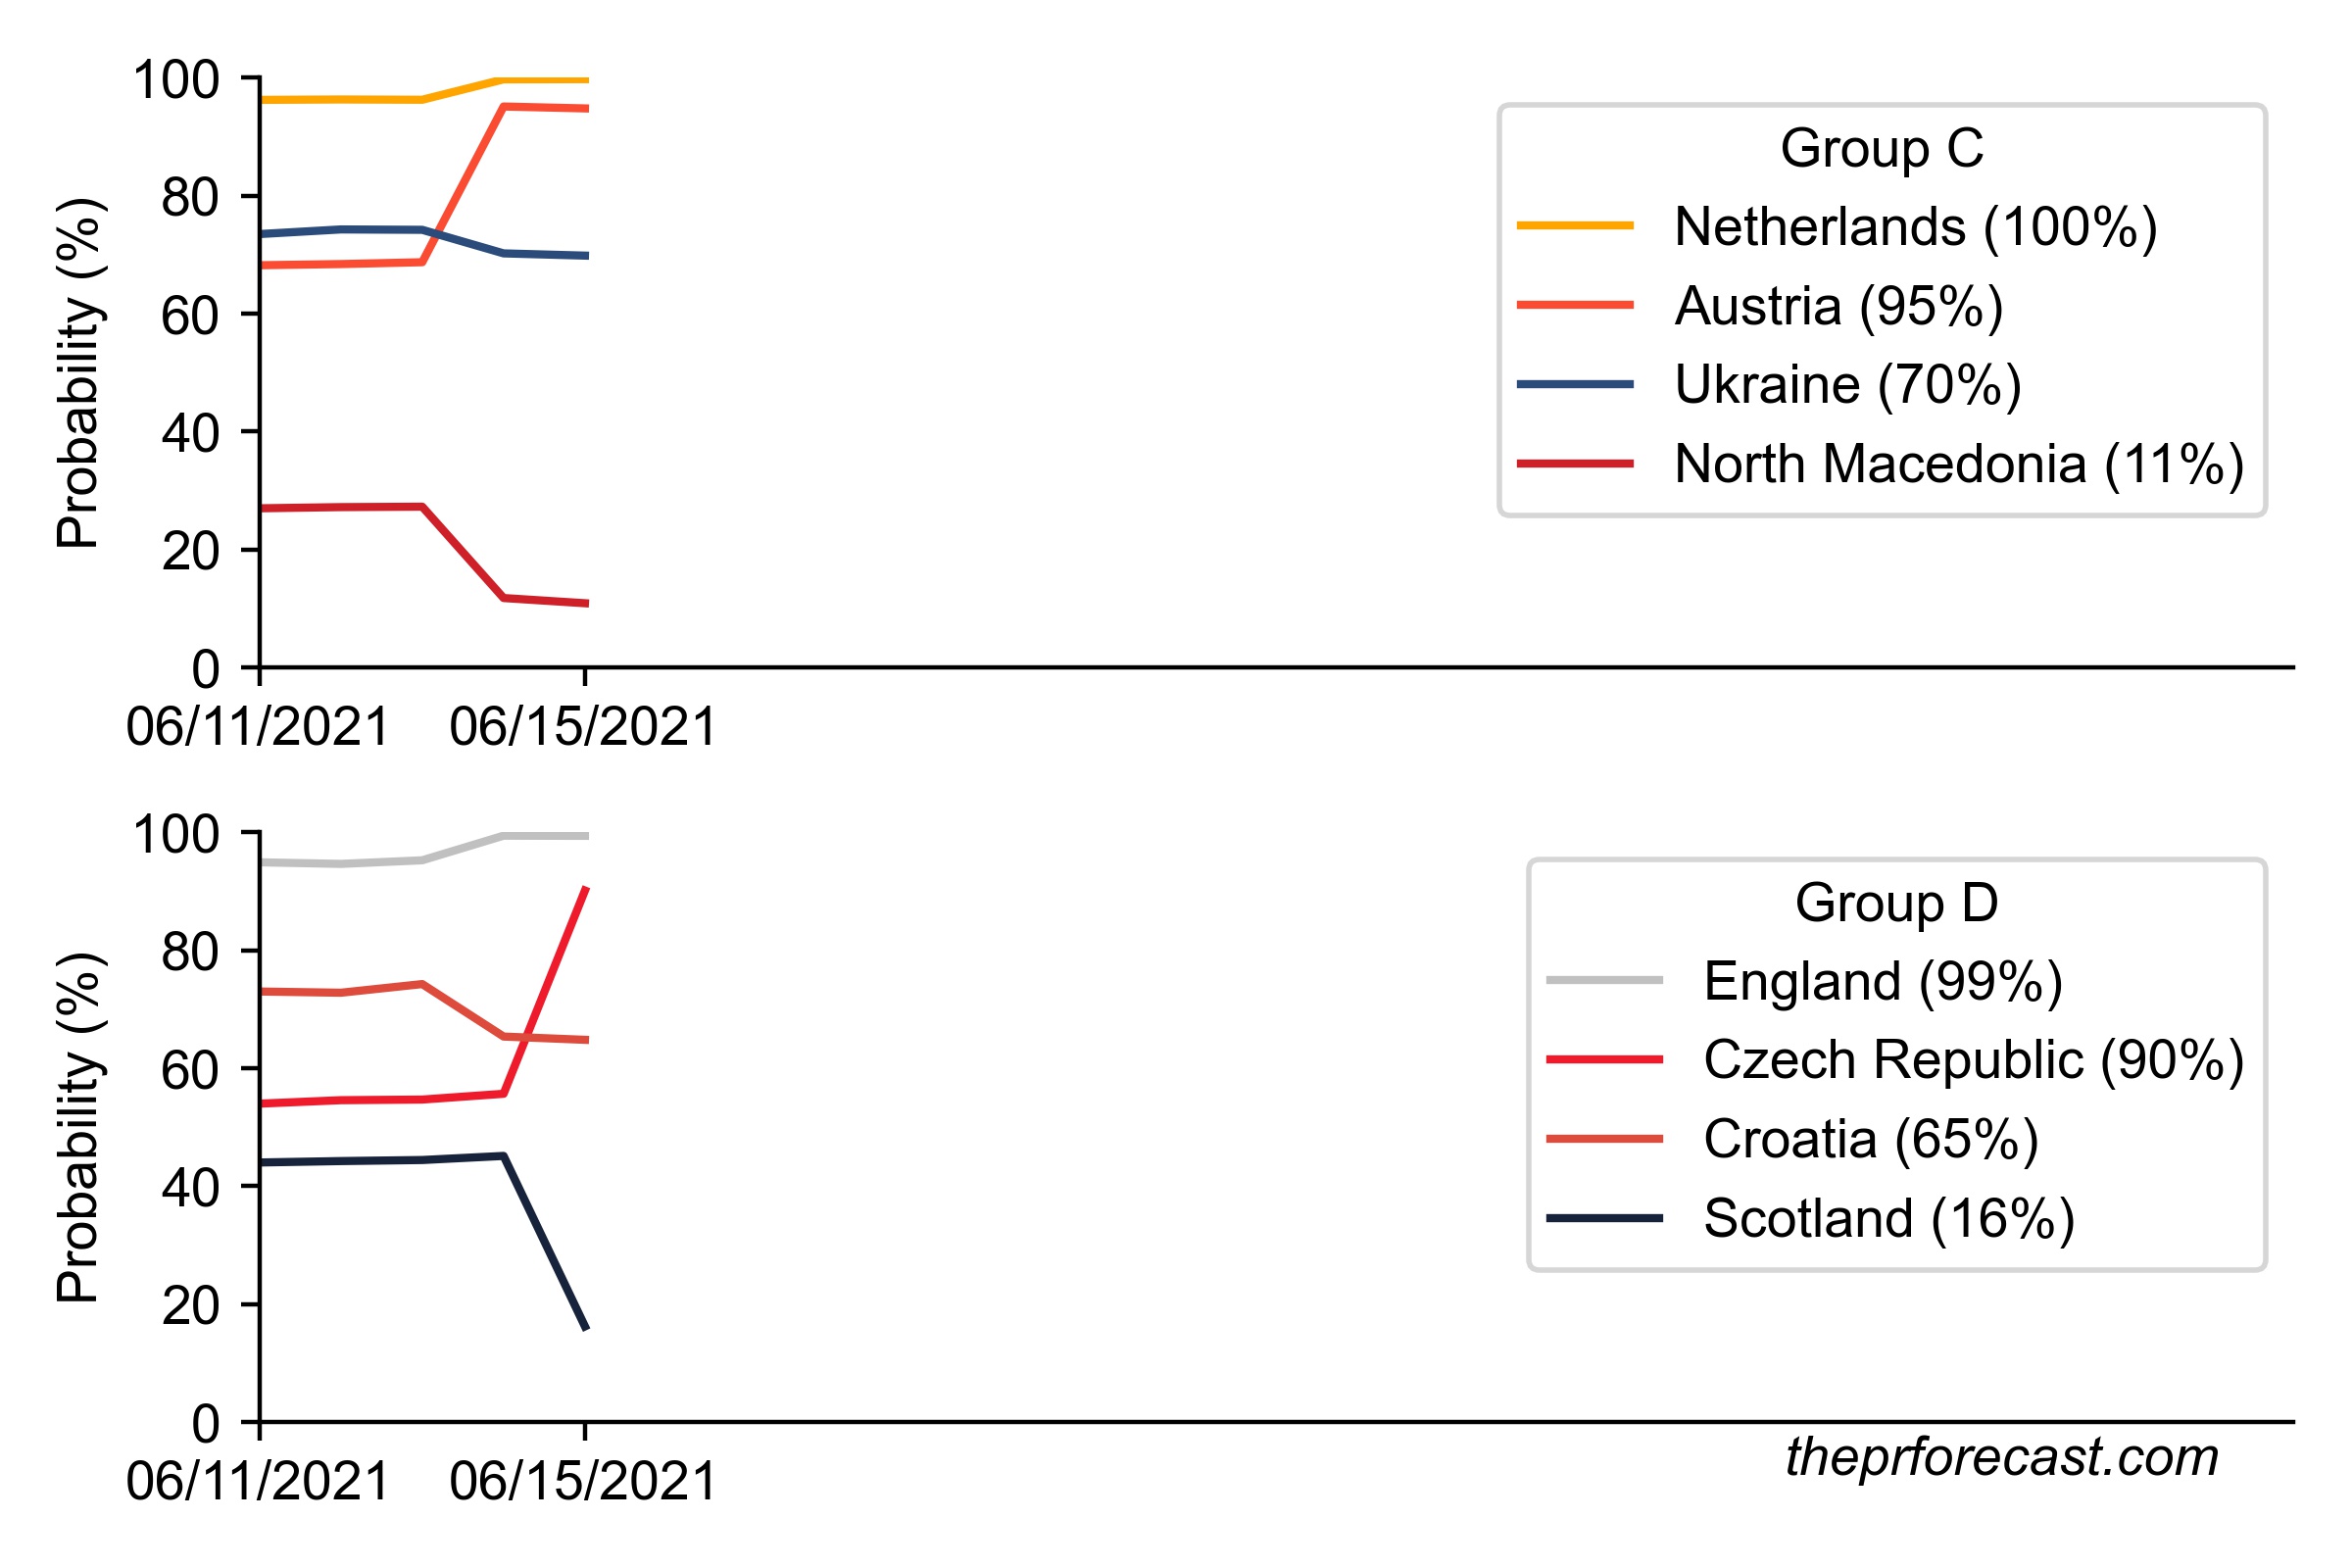 Probability (%)
100
80
60
40
20
0
06/11/2021 06/15/2021
Group C
Netherlands (100%)
Austria (95%)
Ukraine (70%)
North Macedonia (11%)
Probability (%)
100
80
60
40
20
0
06/11/2021 06/15/2021
Group D
England (99%)
Czech Republic (90%)
Croatia (65%)
Scotland (16%)
theprforecast.com